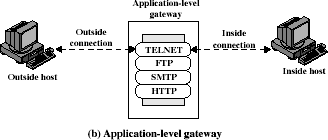 Application-level
gateway
Outside
connection
Inside
connection
TELNET
FTP
SMTP
HTTP
Outside host
Inside host
(b) Application-level gateway